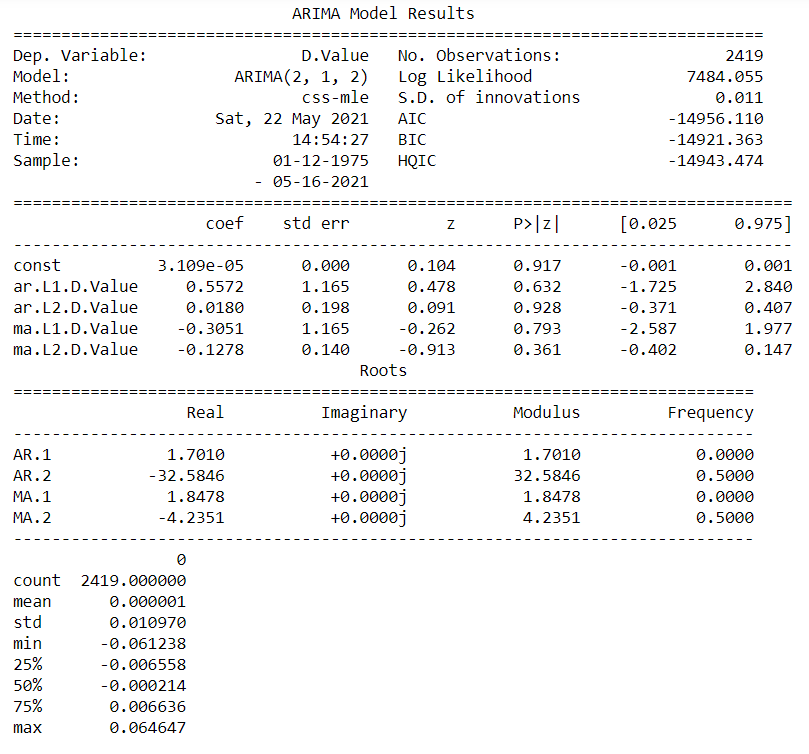 ARIMA Model Results
==============================================================================
Dep. Variable:                D.Value   No. Observations:                 2419
Model:                 ARIMA(2, 1, 2)   Log Likelihood                7484.055
Method:                       css-mle   S.D. of innovations              0.011
Date:                Sat, 22 May 2021   AIC                         -14956.110
Time:                        14:54:27   BIC                         -14921.363
Sample:                    01-12-1975   HQIC                        -14943.474
                         - 05-16-2021
=================================================================================
                    coef    std err          z      P>|z|      [0.025      0.975]
---------------------------------------------------------------------------------
const          3.109e-05      0.000      0.104      0.917      -0.001       0.001
ar.L1.D.Value     0.5572      1.165      0.478      0.632      -1.725       2.840
ar.L2.D.Value     0.0180      0.198      0.091      0.928      -0.371       0.407
ma.L1.D.Value    -0.3051      1.165     -0.262      0.793      -2.587       1.977
ma.L2.D.Value    -0.1278      0.140     -0.913      0.361      -0.402       0.147
                                    Roots
=============================================================================
                  Real          Imaginary           Modulus         Frequency
-----------------------------------------------------------------------------
AR.1            1.7010           +0.0000j            1.7010            0.0000
AR.2          -32.5846           +0.0000j           32.5846            0.5000
MA.1            1.8478           +0.0000j            1.8478            0.0000
MA.2           -4.2351           +0.0000j            4.2351            0.5000
-----------------------------------------------------------------------------
                 0
count  2419.000000
mean      0.000001
std       0.010970
min      -0.061238
25%      -0.006558
50%      -0.000214
75%       0.006636
max       0.064647